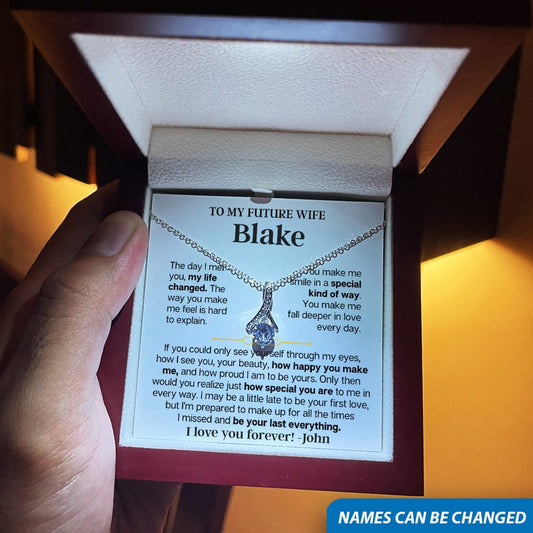 TO MY FUTURE WIFE
Blake
The day I met
you, my life
changed. The
way you make
me feel is hard
to explain.
You make me
smile in a special
kind of way.
You make me
fall deeper in love
every day.
If you could only see yourself through my eyes,
how I see you, your beauty, how happy you make
me, and how proud I am to be yours. Only then
would you realize just how special you are to me in
every way. I may be a little late to be your first love,
but I'm prepared to make up for all the times
I missed and be your last everything.
I love you forever! -John
NAMES CAN BE CHANGED